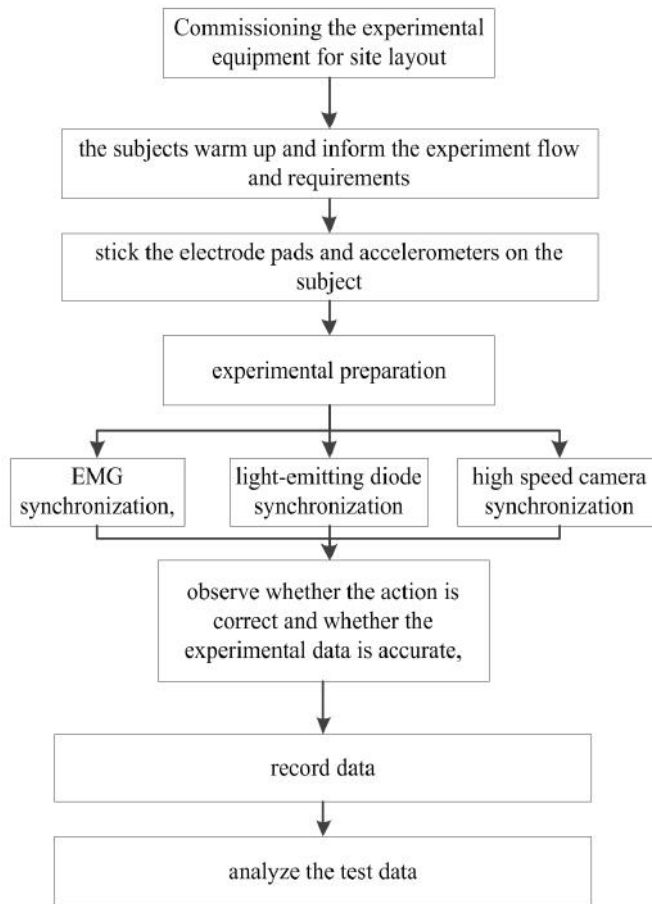 Commissioning the experimental
equipment for site layout
the subjects warm up and inform the experiment flow
and requirements
stick the electrode pads and accelerometers on the
subject
experimental preparation
EMG
synchronization,
light-emitting diode
synchronization
high speed camera
synchronization
observe whether the action is
correct and whether the
experimental data is accurate,
record data
analyze the test data